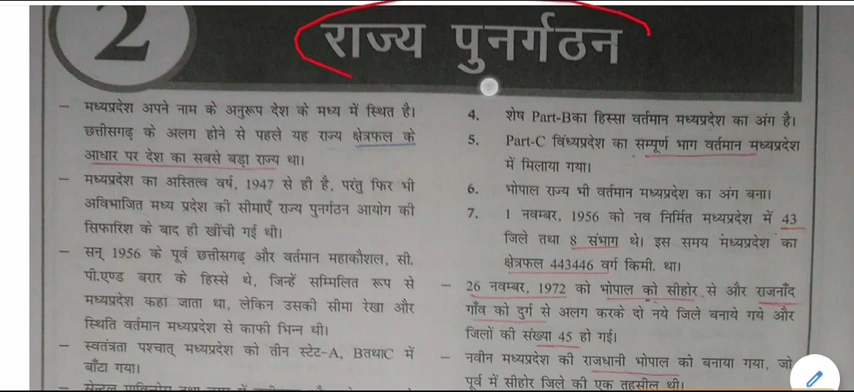 2
राज्य पुनर्गठन
– मध्यप्रदेश अपने नाम के अनुरूप देश के मध्य में स्थित है।
छत्तीसगढ़ के अलग होने से पहले यह राज्य क्षेत्रफल के
आधार पर देश का सबसे बड़ा राज्य था।
– मध्यप्रदेश का अस्तित्व वर्ष, 1947 से ही है, परंतु फिर भी
अविभाजित मध्य प्रदेश की सीमाएँ राज्य पुनर्गठन आयोग की
सिफारिश के बाद ही खींची गई थी।
– सन् 1956 के पूर्व छत्तीसगढ़ और वर्तमान महाकौशल, सी.
पी.एण्ड बरार के हिस्से थे, जिन्हें सम्मिलित रूप से
मध्यप्रदेश कहा जाता था, लेकिन उसकी सीमा रेखा और
स्थिति वर्तमान मध्यप्रदेश से काफी भिन्न थी।
– स्वतंत्रता पश्चात् मध्यप्रदेश को तीन स्टेट–A, BतथाC में
बाँटा गया।
4. शेष Part-Bका हिस्सा वर्तमान मध्यप्रदेश का अंग है।
5. Part-C विंध्यप्रदेश का सम्पूर्ण भाग वर्तमान मध्यप्रदेश
में मिलाया गया।
6. भोपाल राज्य भी वर्तमान मध्यप्रदेश का अंग बना।
7. 1 नवम्बर, 1956 को नव निर्मित मध्यप्रदेश में 43
जिले तथा 8 संभाग थे। इस समय मध्यप्रदेश का
क्षेत्रफल 443446 वर्ग किमी. था।
– 26 नवम्बर, 1972 को भोपाल को सीहोर से और राजनाँद
गाँव को दुर्ग से अलग करके दो नये जिले बनाये गये और
जिलों की संख्या 45 हो गई।
– नवीन मध्यप्रदेश की राजधानी भोपाल को बनाया गया, जो
पूर्व में सीहोर जिले की एक तहसील थी।